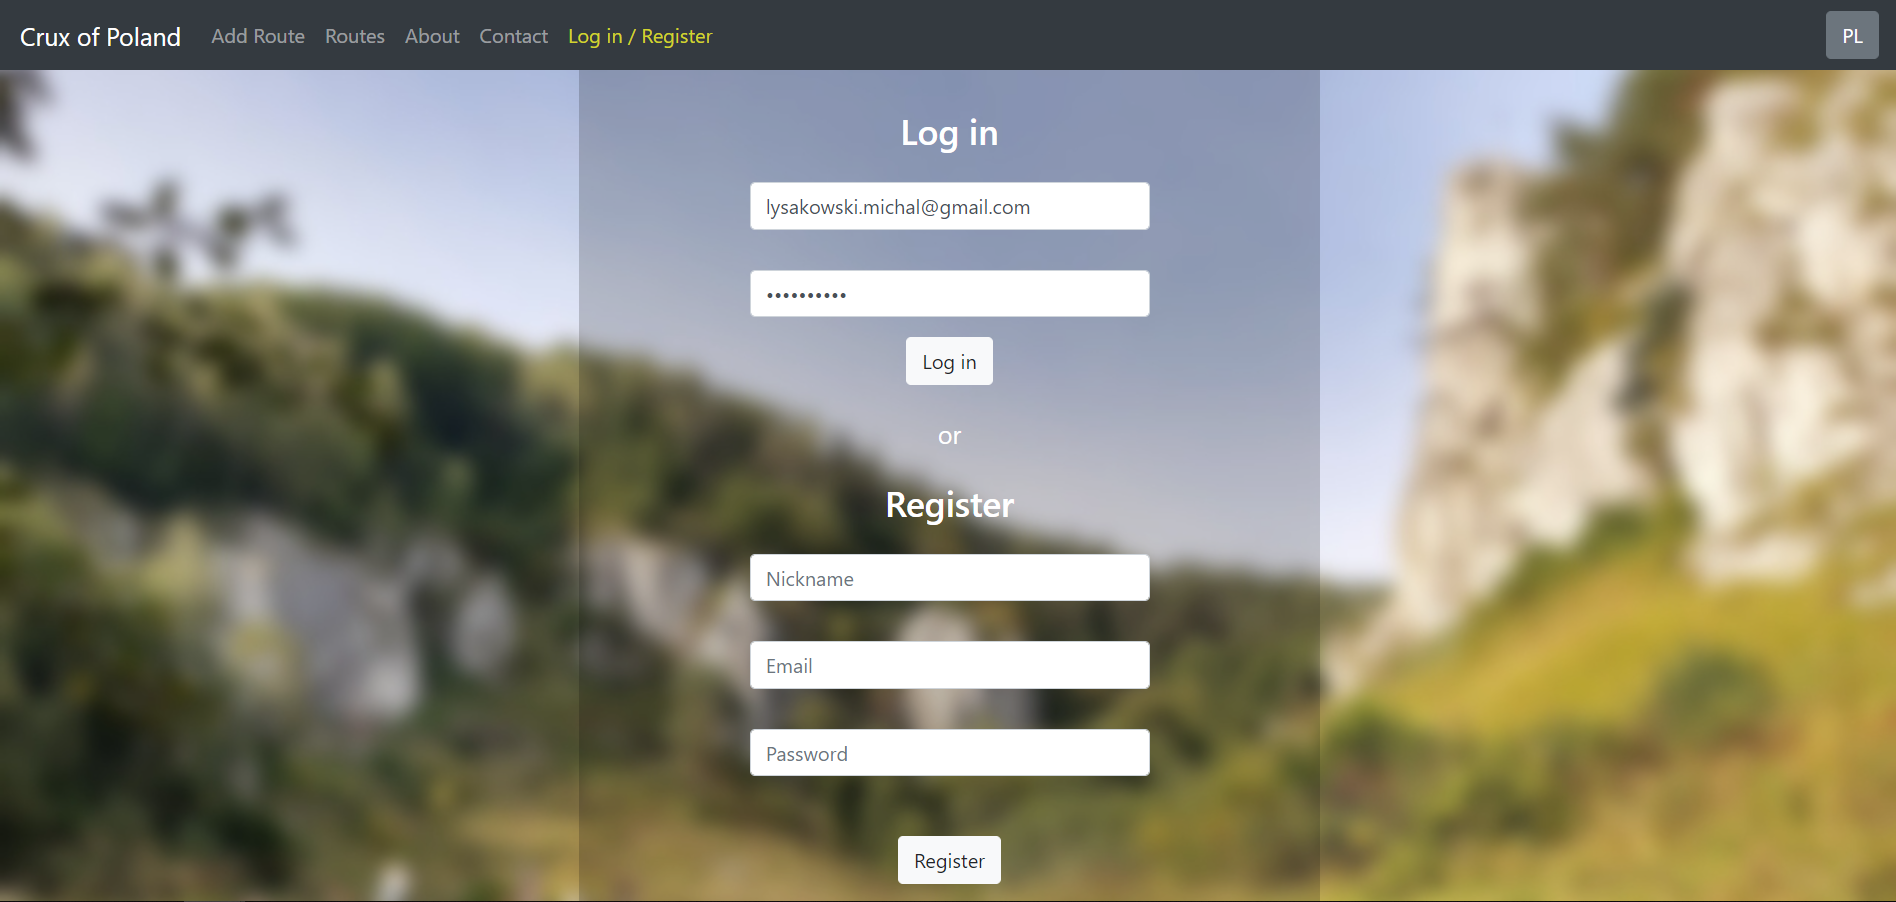 Crux of Poland Add Route Routes About Contact Log in / Register PL
Log in
lysakowski.michal@gmail.com
••••••••••
Log in
or
Register
Nickname
Email
Password
Register